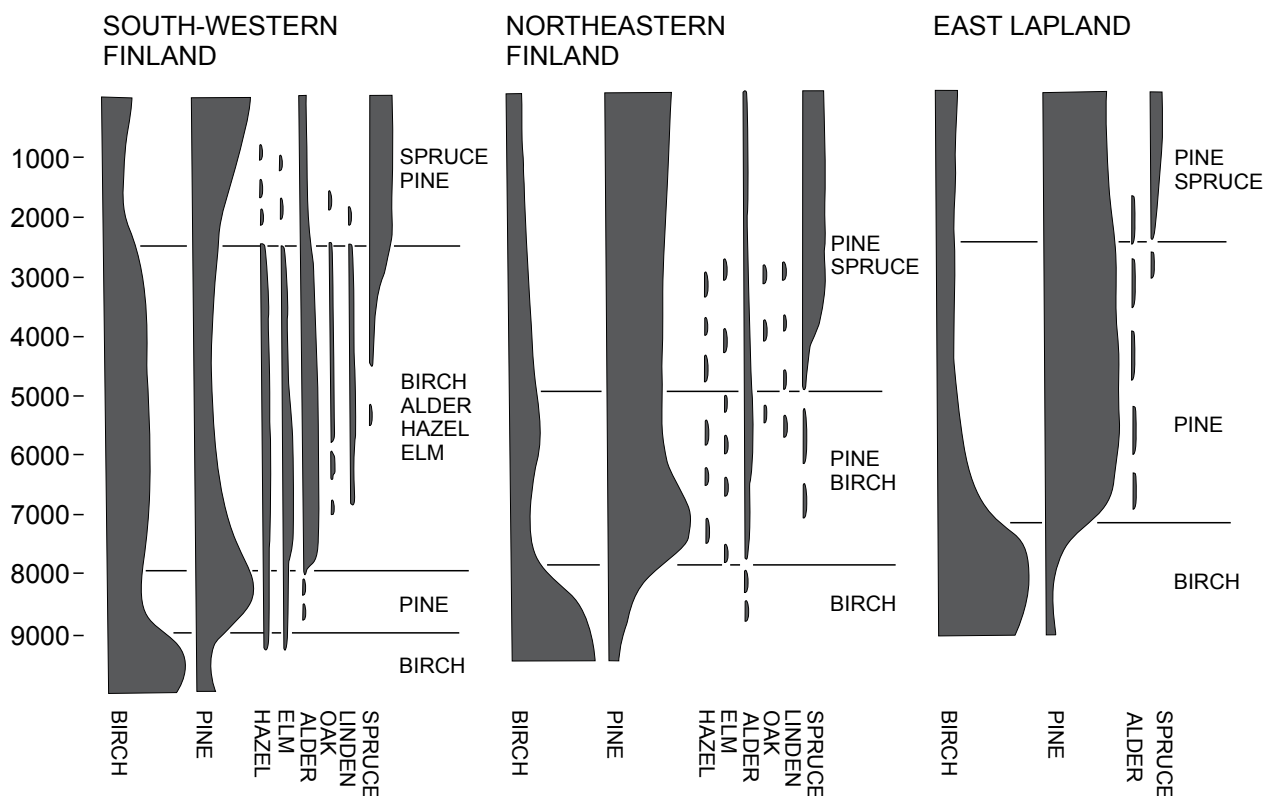 SOUTH-WESTERN
FINLAND
NORTHEASTERN
FINLAND
EAST LAPLAND
1000
2000
3000
4000
5000
6000
7000
8000
9000
SPRUCE
PINE
BIRCH
ALDER
HAZEL
ELM
PINE
BIRCH
PINE
SPRUCE
PINE
BIRCH
BIRCH
PINE
SPRUCE
PINE
BIRCH
BIRCH
PINE
HAZEL
ELM
ALDER
OAK
LINDEN
SPRUCE
BIRCH
PINE
HAZEL
ELM
ALDER
OAK
LINDEN
SPRUCE
BIRCH
PINE
ALDER
SPRUCE